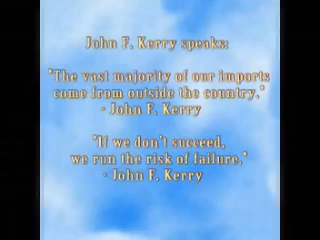 John F. Kerry speaks:
"The vast majority of our imports
come from outside the country."
- John F. Kerry
"If we don't succeed,
we run the risk of failure."
- John F. Kerry